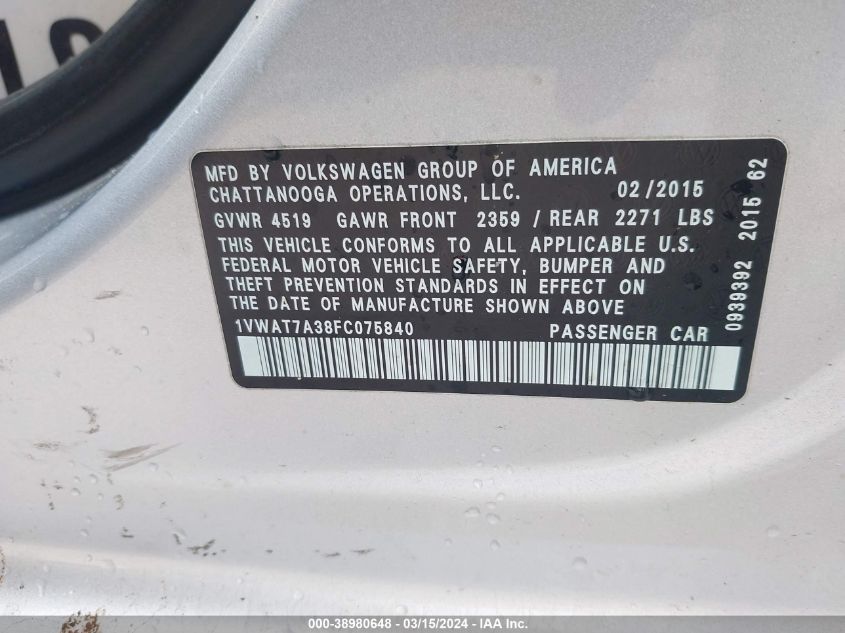 MFD BY VOLKSWAGEN GROUP OF AMERICA
CHATTANOOGA OPERATIONS, LLC. 02/2015
GVWR 4519 GAWR FRONT 2359 / REAR 2271 LBS
THIS VEHICLE CONFORMS TO ALL APPLICABLE U.S.
FEDERAL MOTOR VEHICLE SAFETY, BUMPER AND
THEFT PREVENTION STANDARDS IN EFFECT ON
THE DATE OF MANUFACTURE SHOWN ABOVE
1VWAT7A38FC075840 PASSENGER CAR
0939392 2015 62
000-38980648 - 03/15/2024 - IAA Inc.